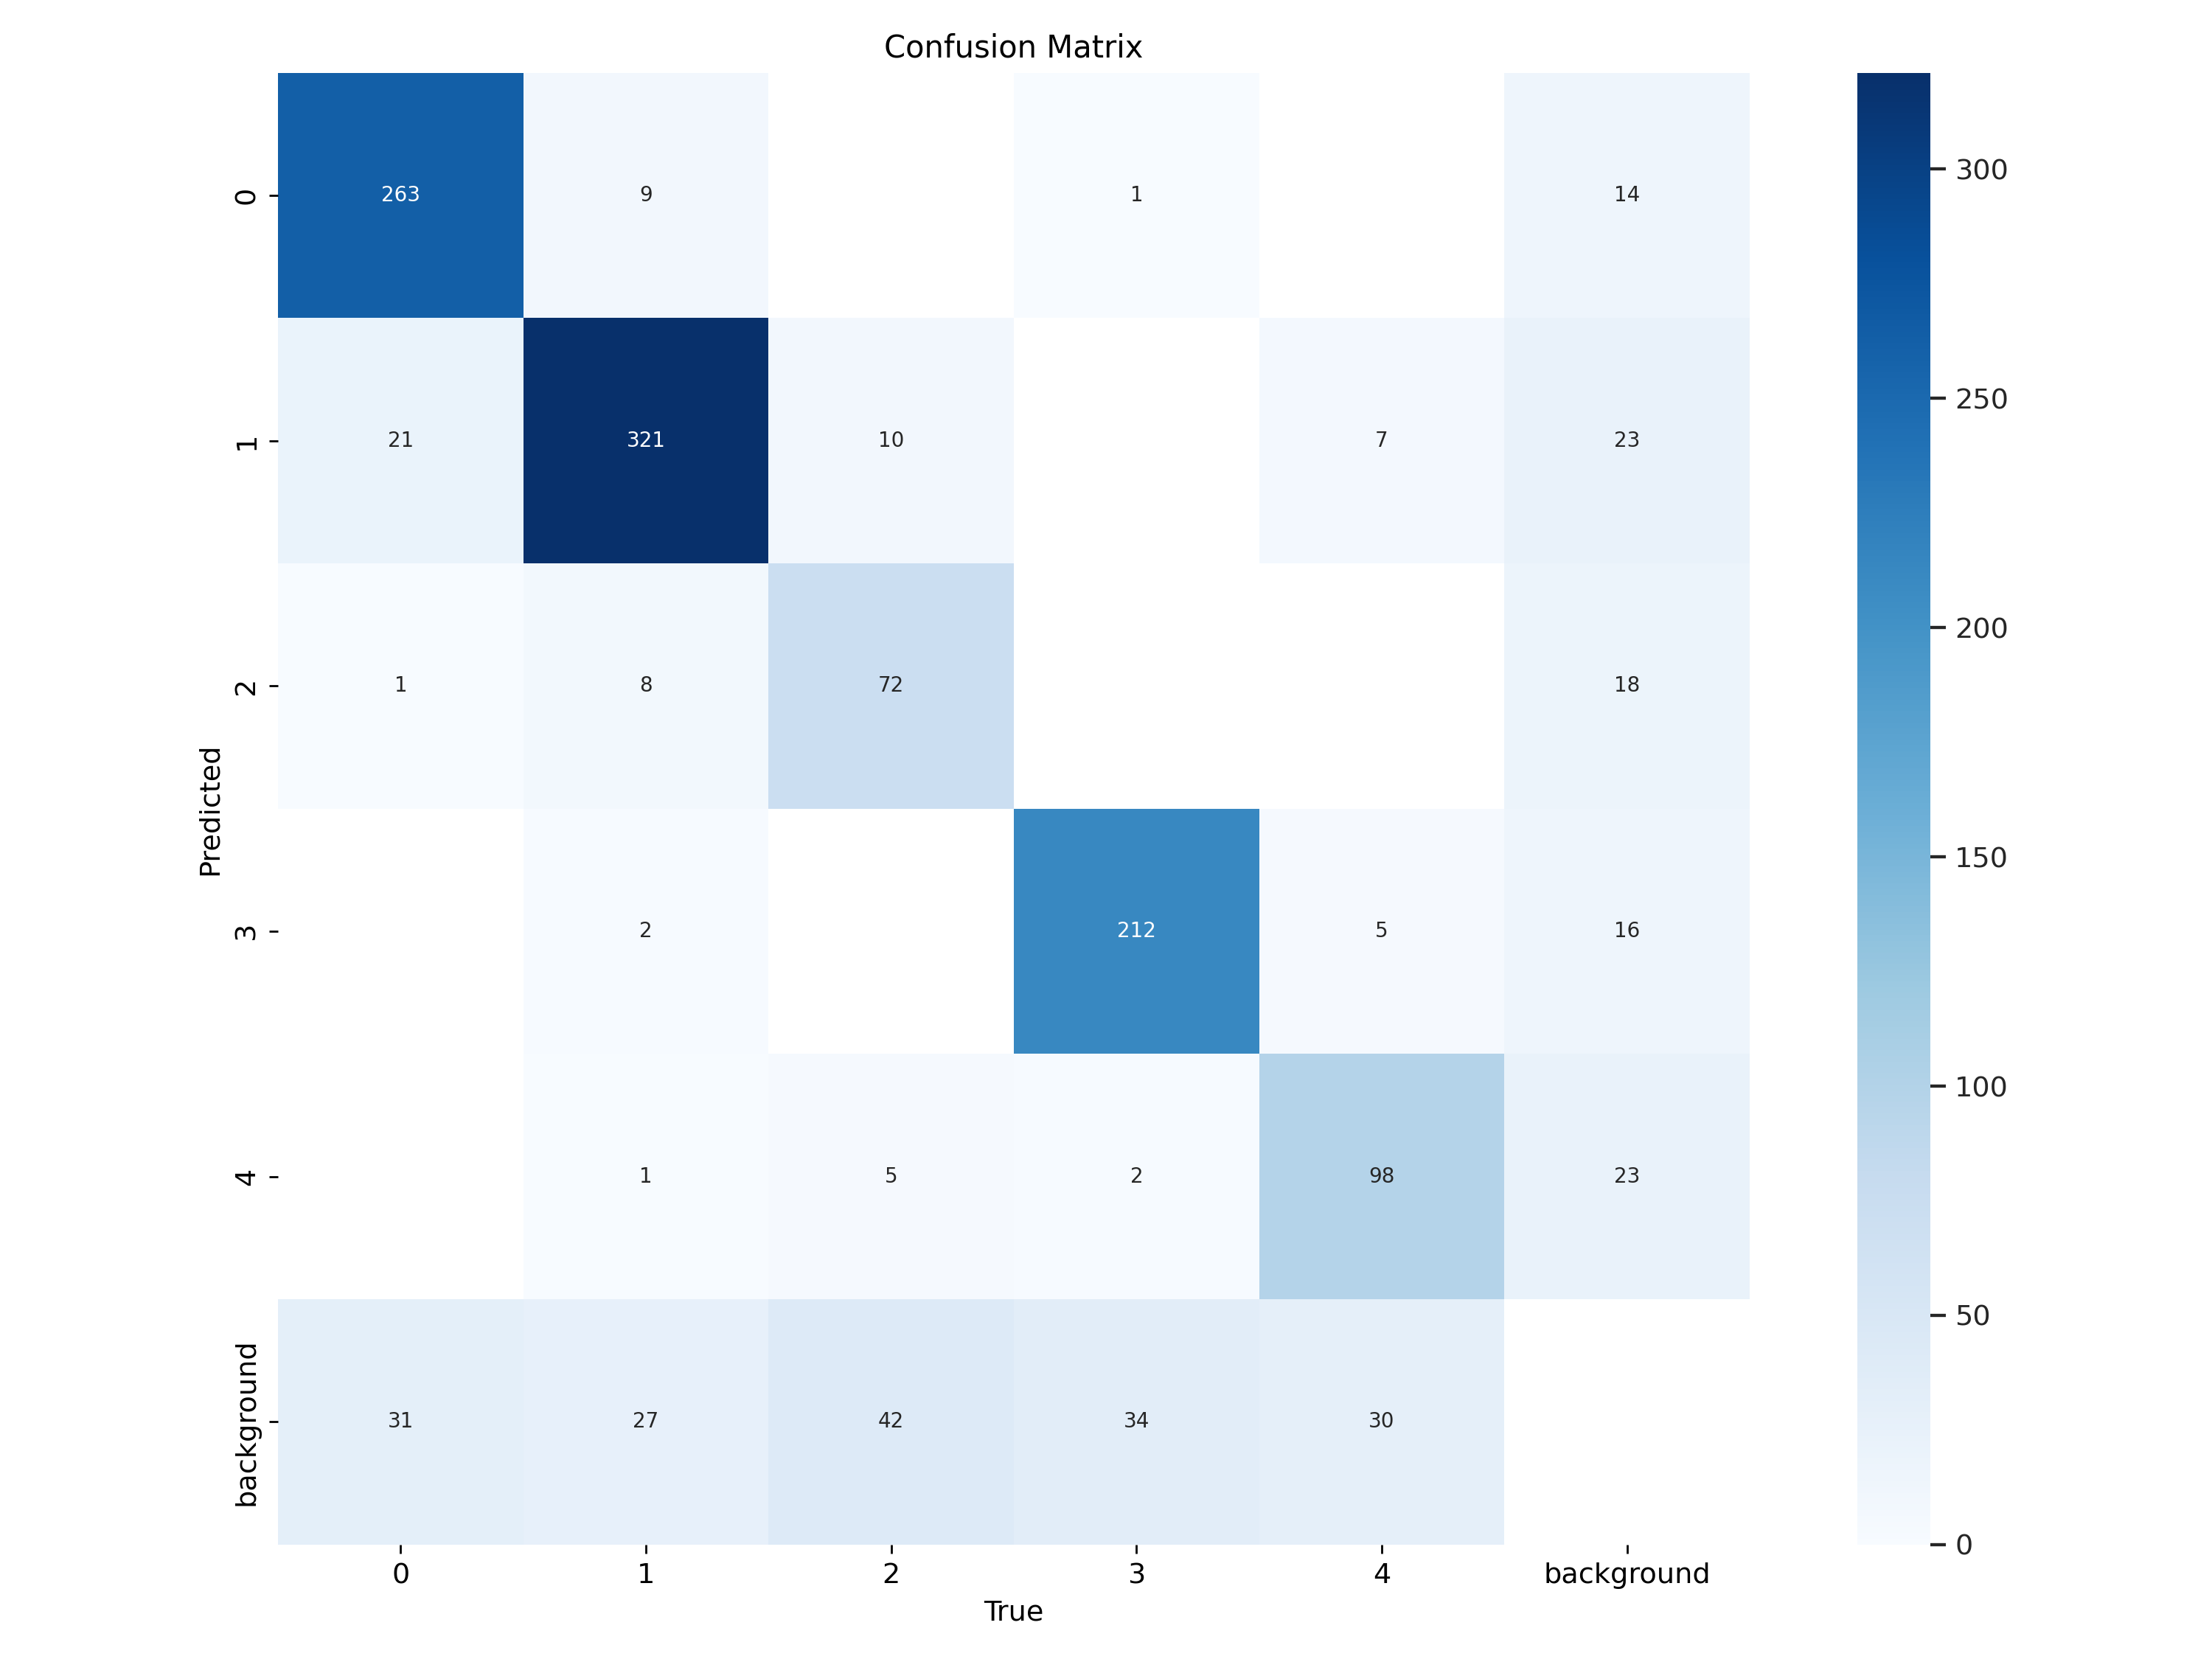 Confusion Matrix
0 263 9 1 14
1 21 321 10 7 23
2 1 8 72 18
3 2 212 5 16
4 1 5 2 98 23
background 31 27 42 34 30
0 1 2 3 4 background
True
Predicted
300
250
200
150
100
50
0